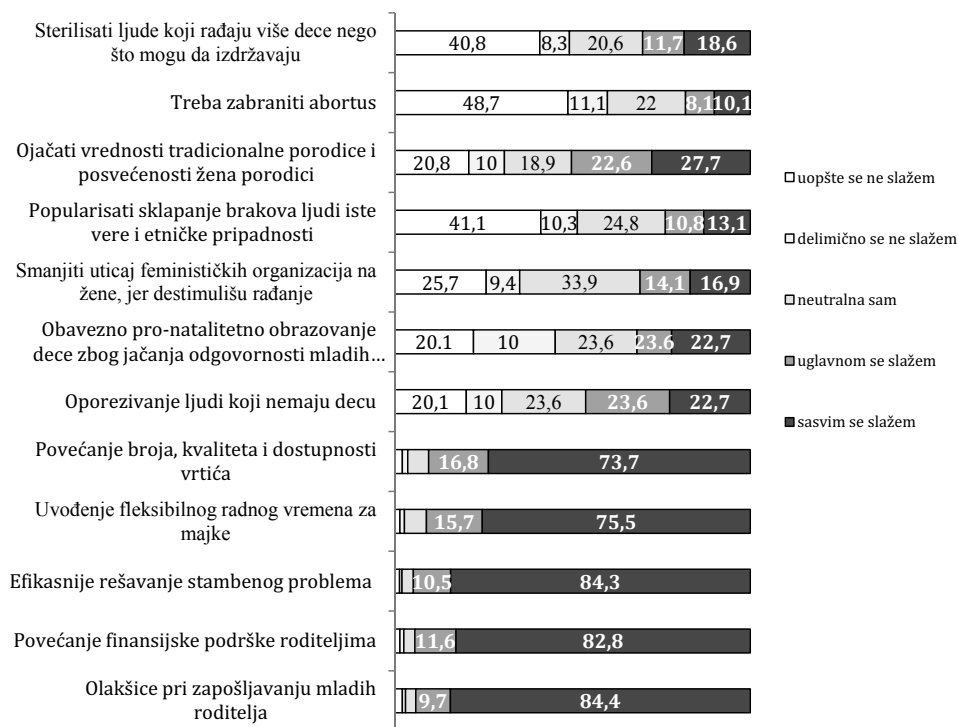 Sterilisati ljude koji rađaju više dece nego
što mogu da izdržavaju
40,8 8,3 20,6 11,7 18,6
Treba zabraniti abortus
48,7 11,1 22 8,1 10,1
Ojačati vrednosti tradicionalne porodice i
posvećenosti žena porodici
20,8 10 18,9 22,6 27,7
Popularisati sklapanje brakova ljudi iste
vere i etničke pripadnosti
41,1 10,3 24,8 10,8 13,1
Smanjiti uticaj feminističkih organizacija na
žene, jer destimulišu rađanje
25,7 9,4 33,9 14,1 16,9
Obavezno pro-natalitetno obrazovanje
dece zbog jačanja odgovornosti mladih...
20.1 10 23,6 23.6 22,7
Oporezivanje ljudi koji nemaju decu
20,1 10 23,6 23,6 22,7
Povećanje broja, kvaliteta i dostupnosti
vrtića
16,8 73,7
Uvođenje fleksibilnog radnog vremena za
majke
15,7 75,5
Efikasnije rešavanje stambenog problema
10,5 84,3
Povećanje finansijske podrške roditeljima
11,6 82,8
Olakšice pri zapošljavanju mladih
roditelja
9,7 84,4
uopšte se ne slažem
delimično se ne slažem
neutralna sam
uglavnom se slažem
sasvim se slažem